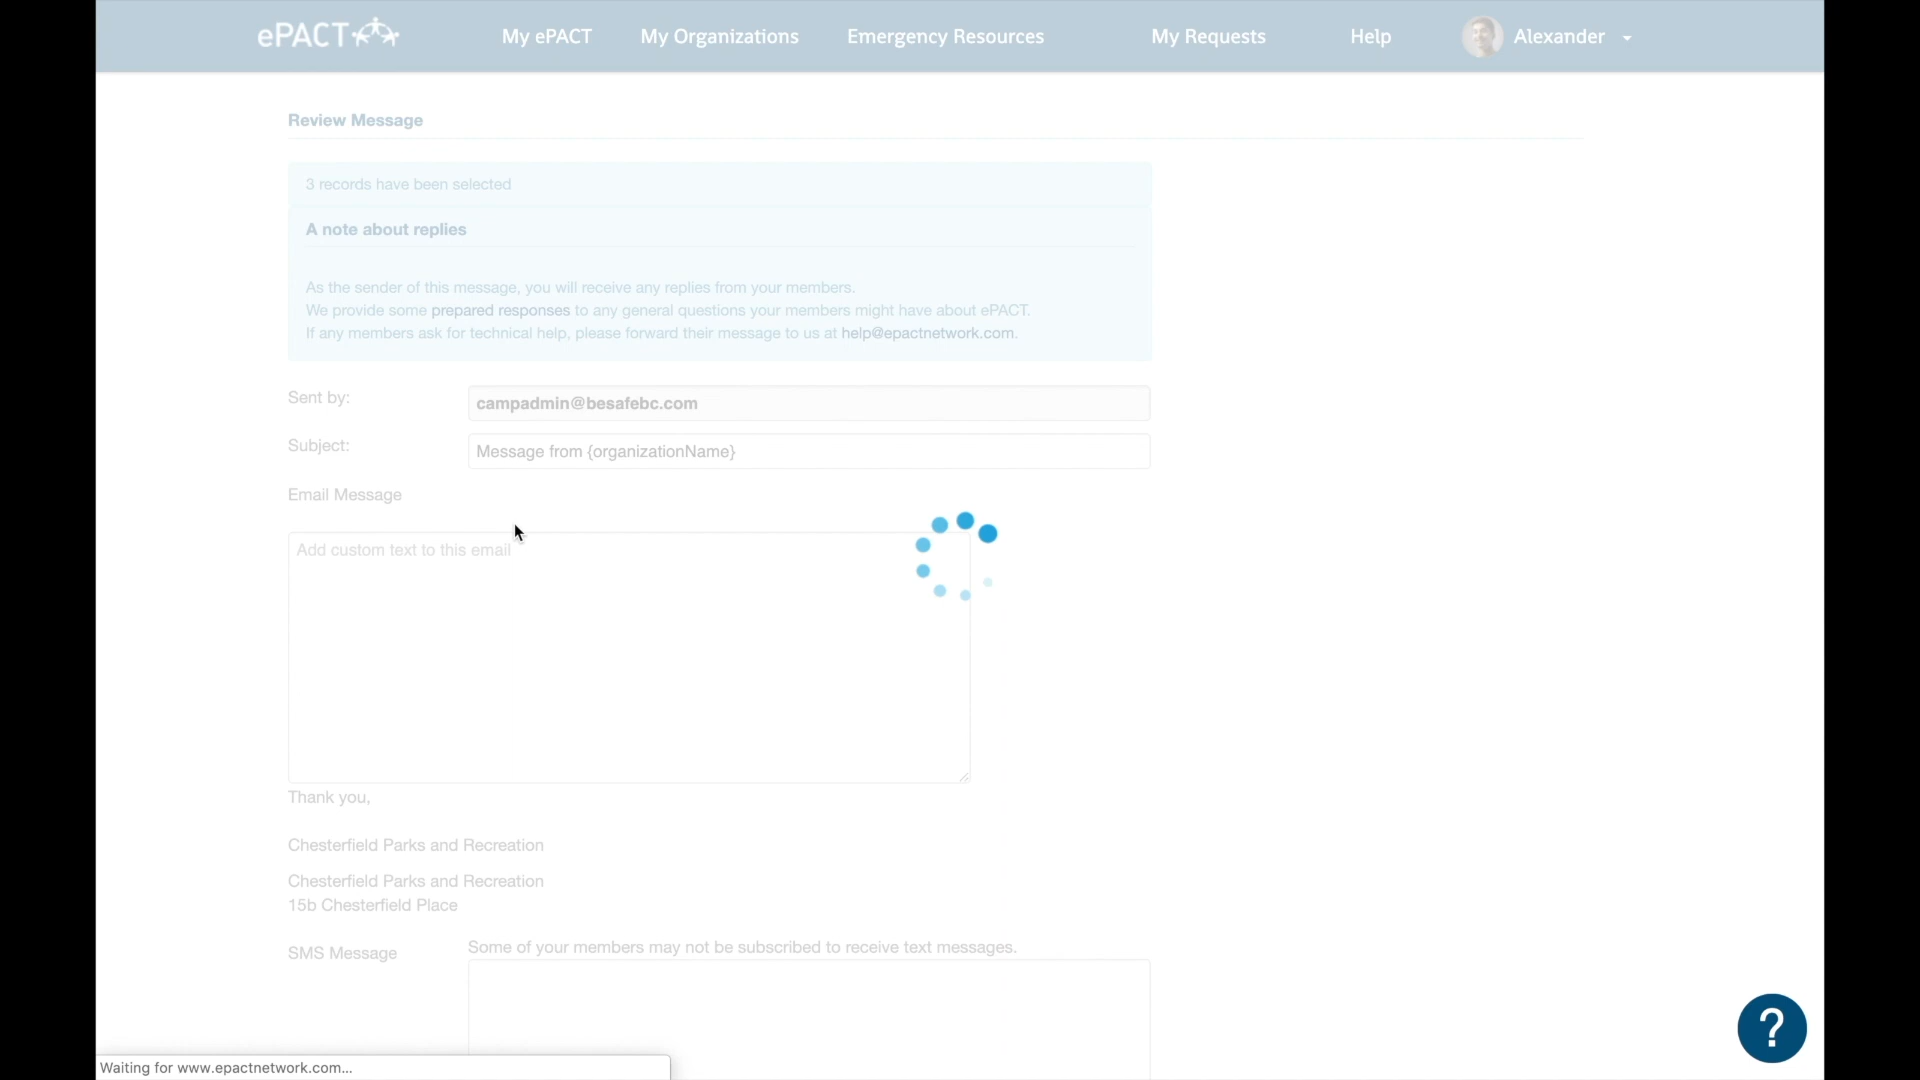 ePACT
My ePACT
My Organizations
Emergency Resources
My Requests
Help
Alexander
Review Message
3 records have been selected
A note about replies
As the sender of this message, you will receive any replies from your members.
We provide some prepared responses to any general questions your members might have about ePACT.
If any members ask for technical help, please forward their message to us at help@epactnetwork.com.
Sent by:
campadmin@besafebc.com
Subject:
Message from {organizationName}
Email Message
Add custom text to this email
Thank you,
Chesterfield Parks and Recreation
Chesterfield Parks and Recreation
15b Chesterfield Place
SMS Message
Some of your members may not be subscribed to receive text messages.
?
Waiting for www.epactnetwork.com...